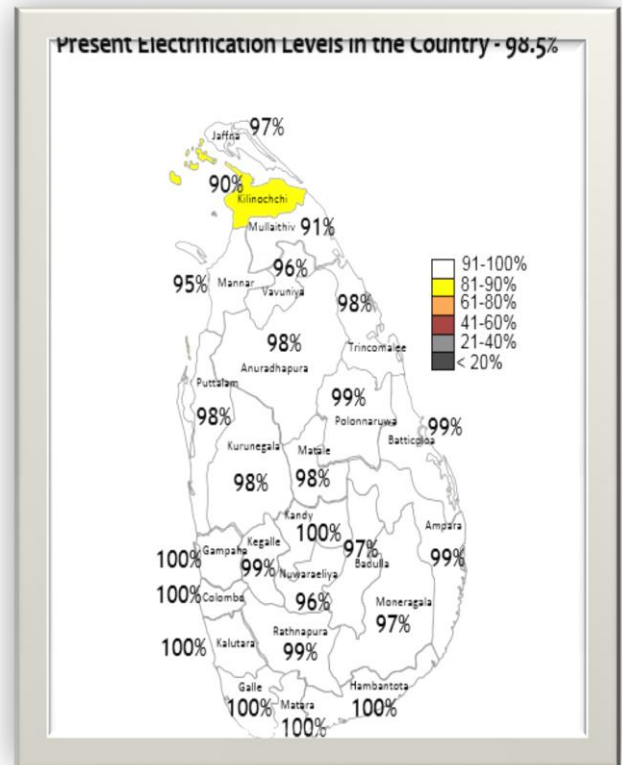 Present Electrification Levels in the Country - 98.5%
Jaffna 97%
90%
Kilinochchi
Mullaithiv 91%
96%
95% Mannar
Vavuniya
98%
91-100%
81-90%
61-80%
41-60%
21-40%
< 20%
98%
Anuradhapura
Trincomalee
Puttalam
98%
99%
Polonnaruwa
99%
Batticoloa
Kurunegala
98%
Matale
98%
Kandy
100%
Ampara
99%
100% Gampaha
Kegalle
99%
97%
Badulla
Nuwaraeliya
96%
100% Colombo
Moneragala
97%
100% Kalutara
Rathnapura
99%
Galle
100%
Matara
100%
Hambantota
100%